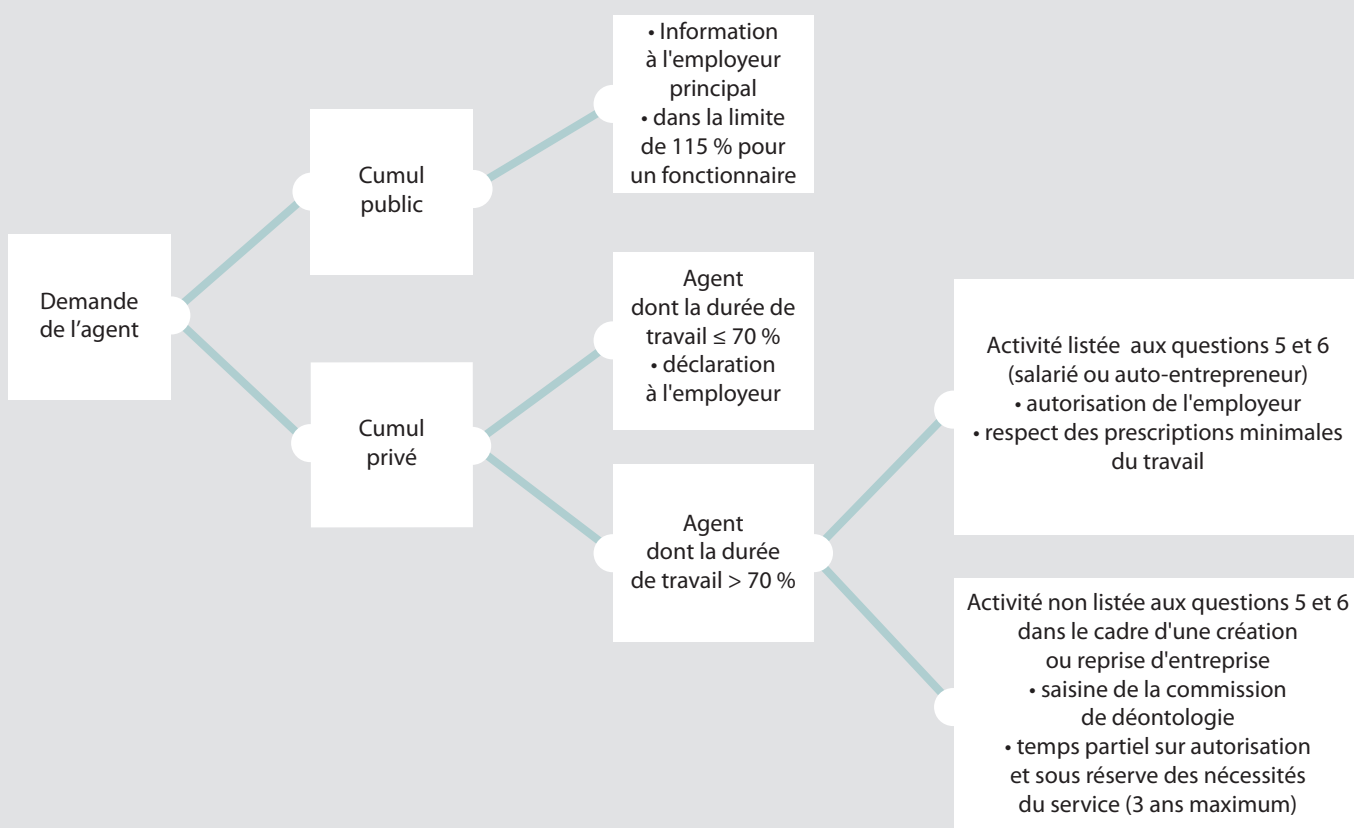 Demande
de l’agent
Cumul
public
• Information
à l'employeur
principal
• dans la limite
de 115 % pour
un fonctionnaire
Cumul
privé
Agent
dont la durée de
travail ≤ 70 %
• déclaration
à l'employeur
Agent
dont la durée
de travail > 70 %
Activité listée aux questions 5 et 6
(salarié ou auto-entrepreneur)
• autorisation de l'employeur
• respect des prescriptions minimales
du travail
Activité non listée aux questions 5 et 6
dans le cadre d'une création
ou reprise d'entreprise
• saisine de la commission
de déontologie
• temps partiel sur autorisation
et sous réserve des nécessités
du service (3 ans maximum)